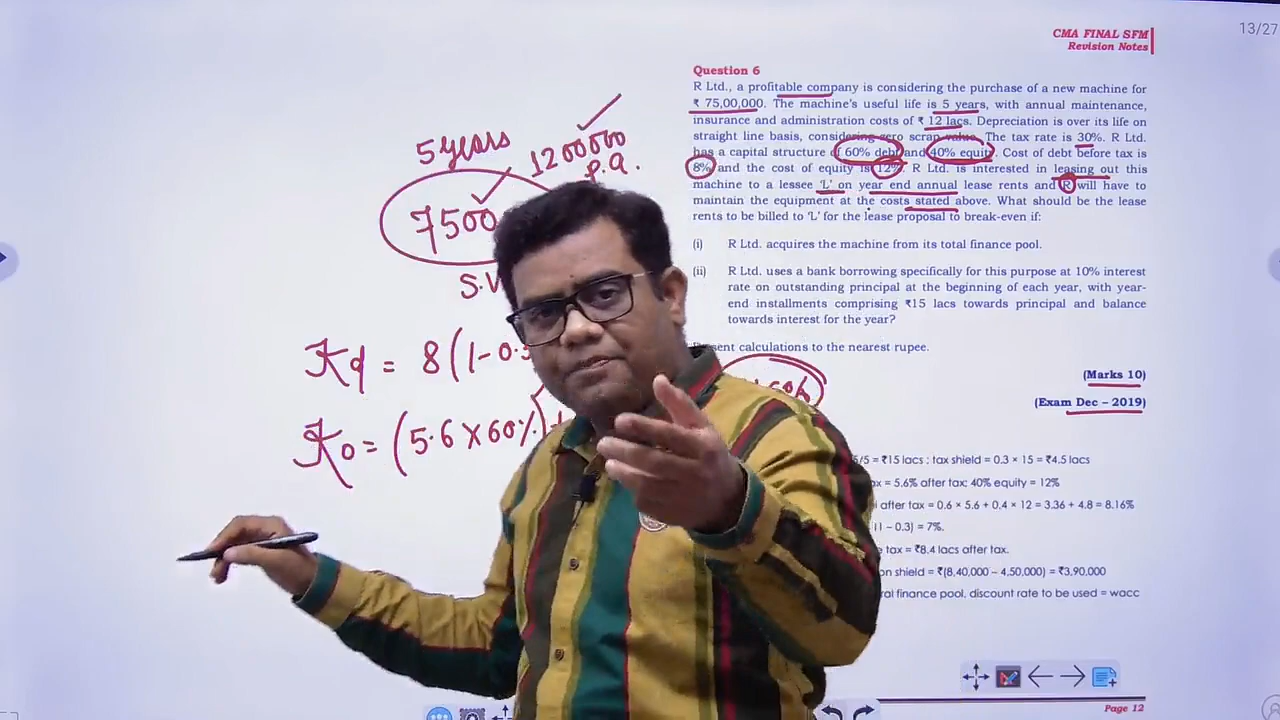 13/27
CMA FINAL SFM
Revision Notes
Question 6
R Ltd., a profitable company is considering the purchase of a new machine for
₹ 75,00,000. The machine's useful life is 5 years, with annual maintenance,
insurance and administration costs of ₹ 12 lacs. Depreciation is over its life on
straight line basis, considering zero scrap value. The tax rate is 30%. R Ltd.
has a capital structure of 60% debt and 40% equity. Cost of debt before tax is
8% and the cost of equity is 12%. R Ltd. is interested in leasing out this
machine to a lessee 'L' on year end annual lease rents and R will have to
maintain the equipment at the costs stated above. What should be the lease
rents to be billed to 'L' for the lease proposal to break-even if:
(i) R Ltd. acquires the machine from its total finance pool.
(ii) R Ltd. uses a bank borrowing specifically for this purpose at 10% interest
rate on outstanding principal at the beginning of each year, with year-
end installments comprising ₹15 lacs towards principal and balance
towards interest for the year?
calculations to the nearest rupee.
(Marks 10)
(Exam Dec – 2019)
5 years
1200000
p.a.
7500
S.V
Kd = 8(1-0.3
Ko = (5.6 X 60%) +
/5 = ₹15 lacs ; tax shield = 0.3 × 15 = ₹4.5 lacs
= 5.6% after tax; 40% equity = 12%
after tax = 0.6 × 5.6 + 0.4 × 12 = 3.36 + 4.8 = 8.16%
(1 – 0.3) = 7%.
tax = ₹8.4 lacs after tax.
shield = ₹(8,40,000 – 4,50,000) = ₹3,90,000
finance pool, discount rate to be used = wacc
Page 12